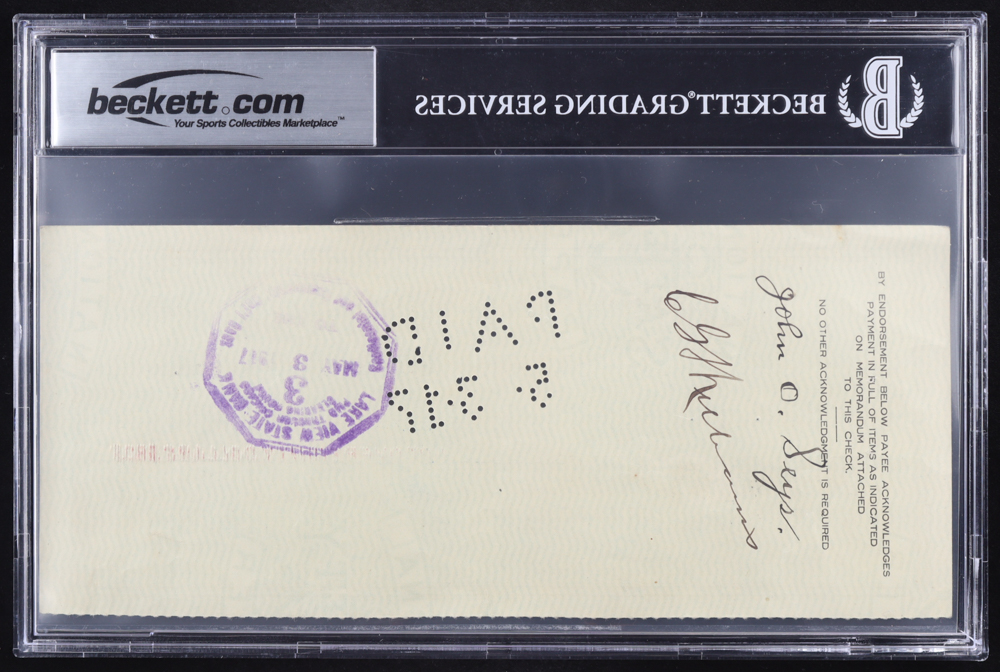 beckett.com
Your Sports Collectibles Marketplace™
BECKETT® GRADING SERVICES
B
BY ENDORSEMENT BELOW PAYEE ACKNOWLEDGES
PAYMENT IN FULL OF ITEMS AS INDICATED
ON MEMORANDUM ATTACHED
TO THIS CHECK.
NO OTHER ACKNOWLEDGMENT IS REQUIRED
John O. Seys.
PAID
LAKE VIEW STATE BANK
3
MAY 3 1917